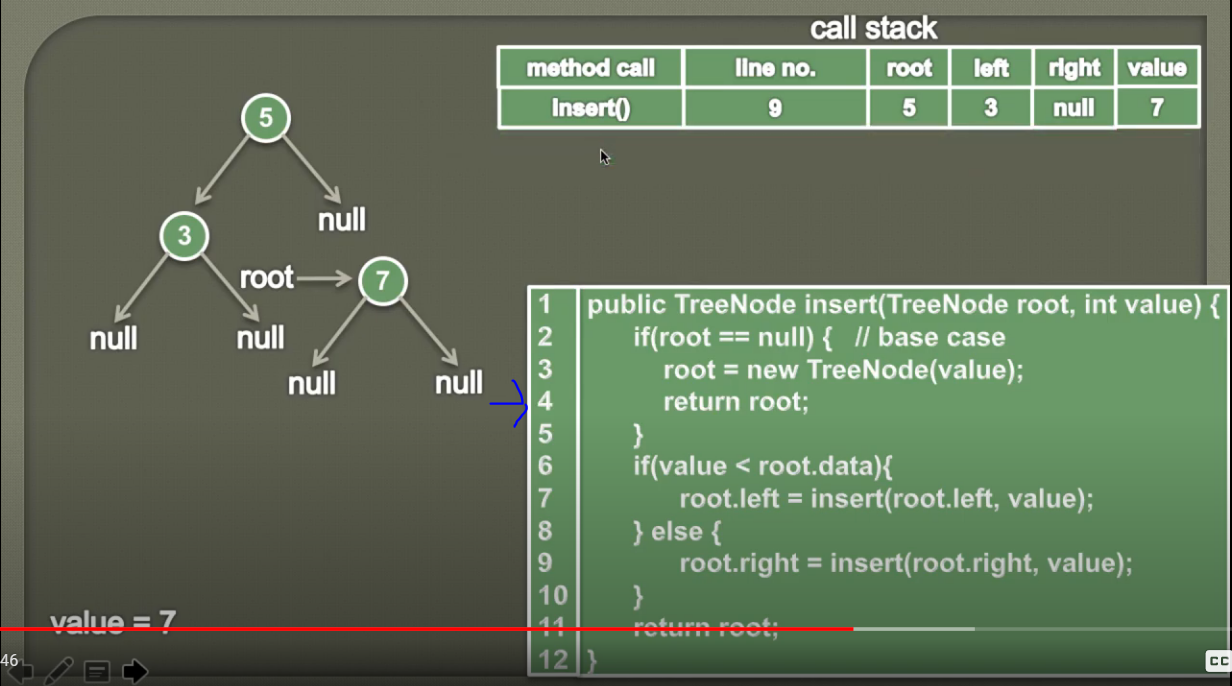 call stack
method call line no. root left right value
insert() 9 5 3 null 7
5
3
null
root
7
null
null
null
null
1 public TreeNode insert(TreeNode root, int value) {
2 if(root == null) { // base case
3 root = new TreeNode(value);
4 return root;
5 }
6 if(value < root.data){
7 root.left = insert(root.left, value);
8 } else {
9 root.right = insert(root.right, value);
10 }
11 return root;
12 }
value = 7
46
CC